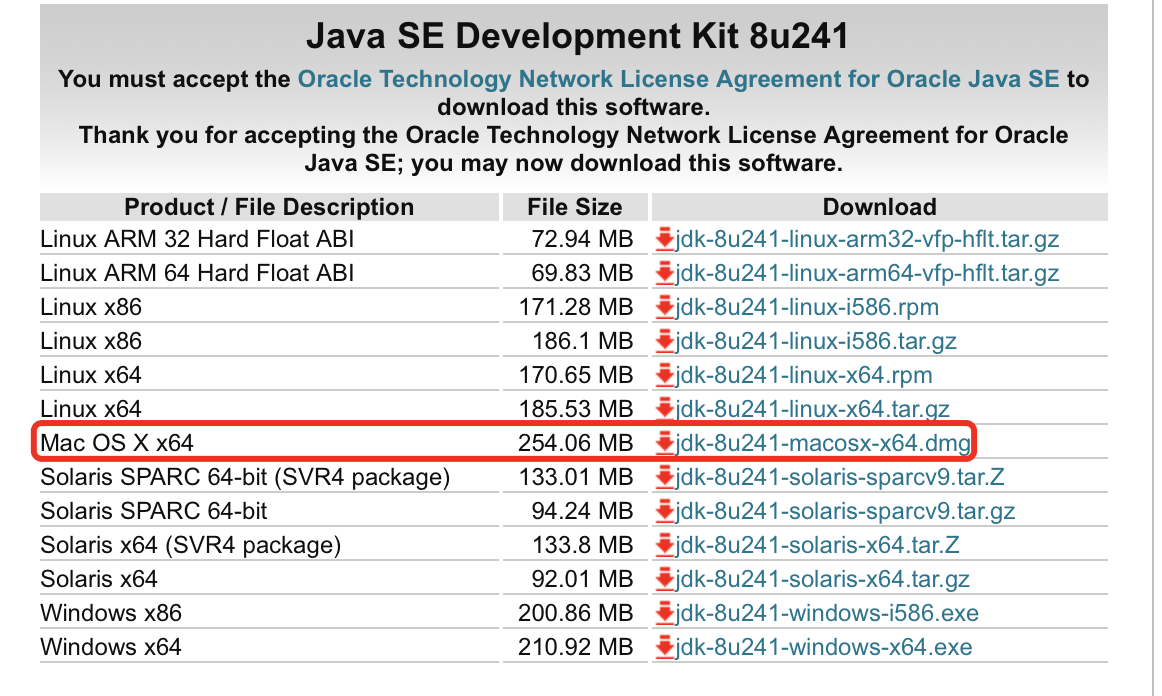 Java SE Development Kit 8u241
You must accept the Oracle Technology Network License Agreement for Oracle Java SE to
download this software.
Thank you for accepting the Oracle Technology Network License Agreement for Oracle
Java SE; you may now download this software.
Product / File Description File Size Download
Linux ARM 32 Hard Float ABI 72.94 MB jdk-8u241-linux-arm32-vfp-hflt.tar.gz
Linux ARM 64 Hard Float ABI 69.83 MB jdk-8u241-linux-arm64-vfp-hflt.tar.gz
Linux x86 171.28 MB jdk-8u241-linux-i586.rpm
Linux x86 186.1 MB jdk-8u241-linux-i586.tar.gz
Linux x64 170.65 MB jdk-8u241-linux-x64.rpm
Linux x64 185.53 MB jdk-8u241-linux-x64.tar.gz
Mac OS X x64 254.06 MB jdk-8u241-macosx-x64.dmg
Solaris SPARC 64-bit (SVR4 package) 133.01 MB jdk-8u241-solaris-sparcv9.tar.Z
Solaris SPARC 64-bit 94.24 MB jdk-8u241-solaris-sparcv9.tar.gz
Solaris x64 (SVR4 package) 133.8 MB jdk-8u241-solaris-x64.tar.Z
Solaris x64 92.01 MB jdk-8u241-solaris-x64.tar.gz
Windows x86 200.86 MB jdk-8u241-windows-i586.exe
Windows x64 210.92 MB jdk-8u241-windows-x64.exe